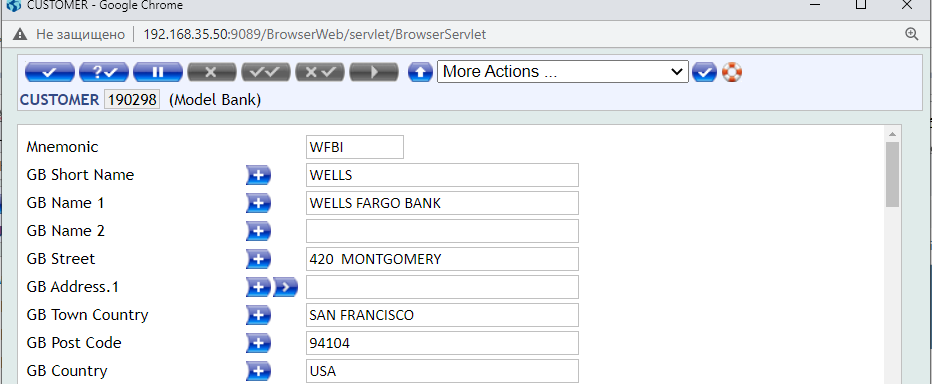 CUSTOMER - Google Chrome
Не защищено | 192.168.35.50:9089/BrowserWeb/servlet/BrowserServlet
More Actions ...
CUSTOMER 190298 (Model Bank)
Mnemonic WFBI
GB Short Name WELLS
GB Name 1 WELLS FARGO BANK
GB Name 2
GB Street 420  MONTGOMERY
GB Address.1
GB Town Country SAN FRANCISCO
GB Post Code 94104
GB Country USA